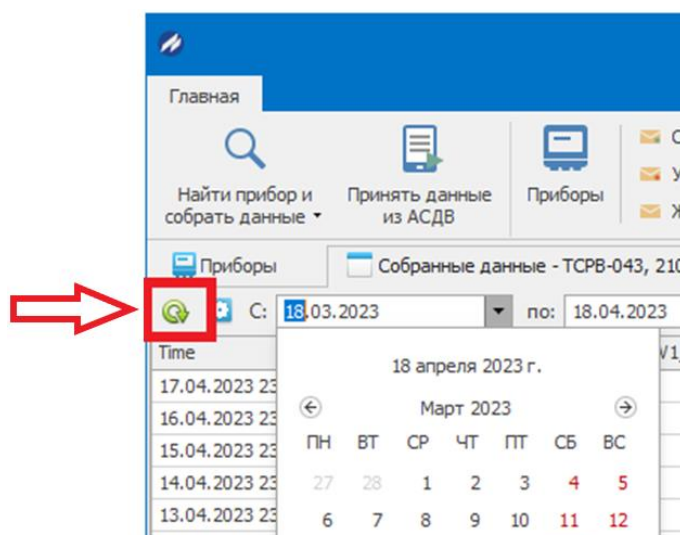 Главная
Найти прибор и
собрать данные
Принять данные
из АСДВ
Приборы
С
У
Ж
Приборы
Собранные данные - ТСРВ-043, 210
С: 18.03.2023 по: 18.04.2023
Time
17.04.2023 23
16.04.2023 23
15.04.2023 23
14.04.2023 23
13.04.2023 23
18 апреля 2023 г.
Март 2023
ПН ВТ СР ЧТ ПТ СБ ВС
27 28 1 2 3 4 5
6 7 8 9 10 11 12